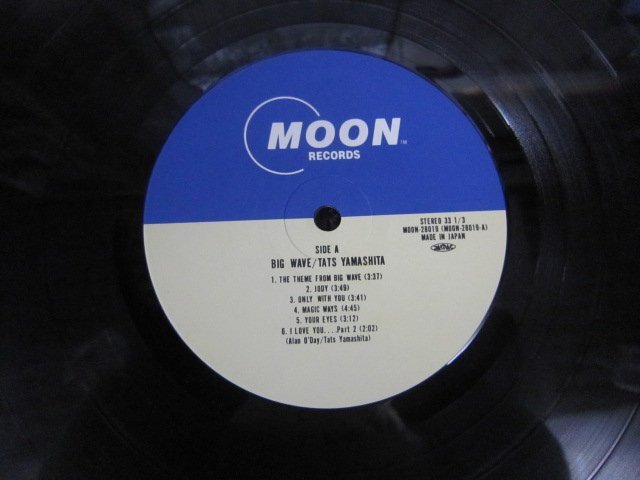 MOON TM
RECORDS
STEREO 33 1/3
MOON-28019 (MOON-28019-A)
MADE IN JAPAN
SIDE A
BIG WAVE/TATS YAMASHITA
1. THE THEME FROM BIG WAVE (3:37)
2. JODY (3:49)
3. ONLY WITH YOU (3:41)
4. MAGIC WAYS (4:45)
5. YOUR EYES (3:12)
6. I LOVE YOU....Part 2 (2:02)
(Alan O'Day/Tats Yamashita)